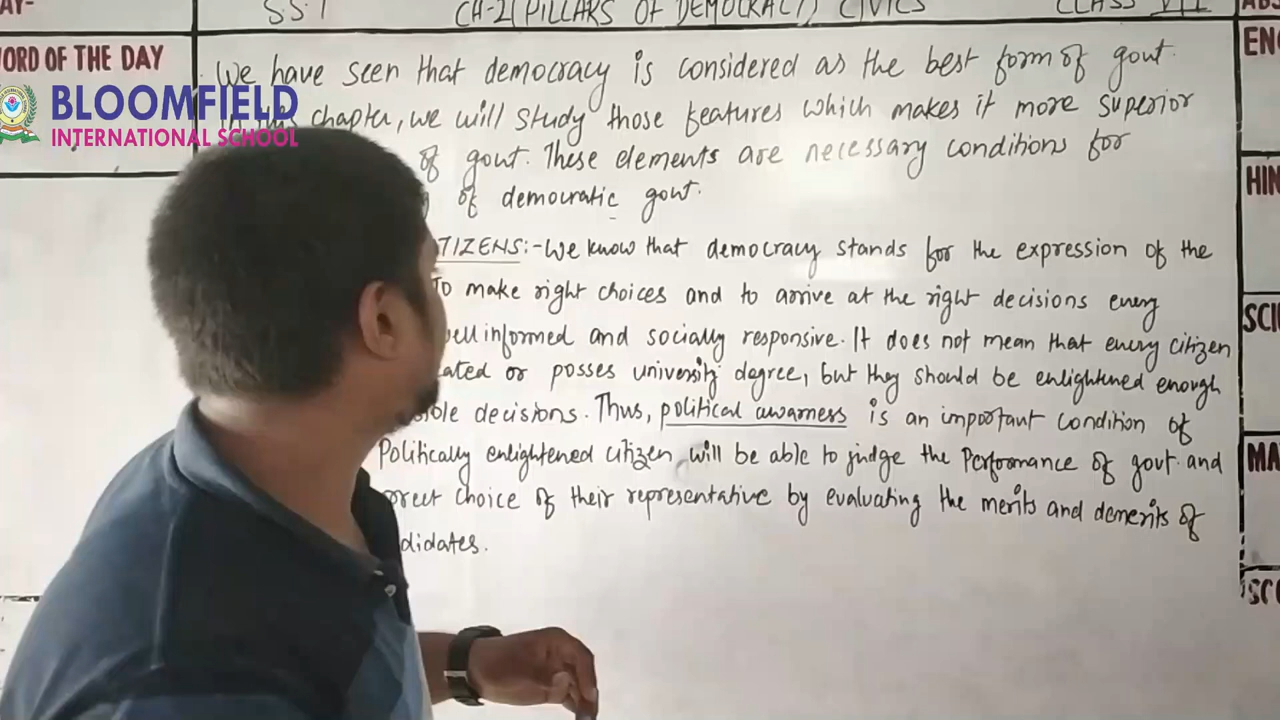 SS.T CH-2(PILLARS OF DEMOCRACY) CIVICS CLASS VII
WORD OF THE DAY
BLOOMFIELD
INTERNATIONAL SCHOOL
We have seen that democracy is considered as the best form of govt.
chapter, we will study those features which makes it more superior
of govt. These elements are necessary conditions for
of democratic govt.
TIZENS:- We know that democracy stands for the expression of the
To make right choices and to arrive at the right decisions every
well informed and socially responsive. It does not mean that every citizen
ated or posses university degree, but they should be enlightened enough
sible decisions. Thus, political awarness is an important condition of
Politically enlightened citizen will be able to judge the performance of govt. and
orrect choice of their representative by evaluating the merits and demerits of
didates.
ENG
HIN
SCI
MA
SCO